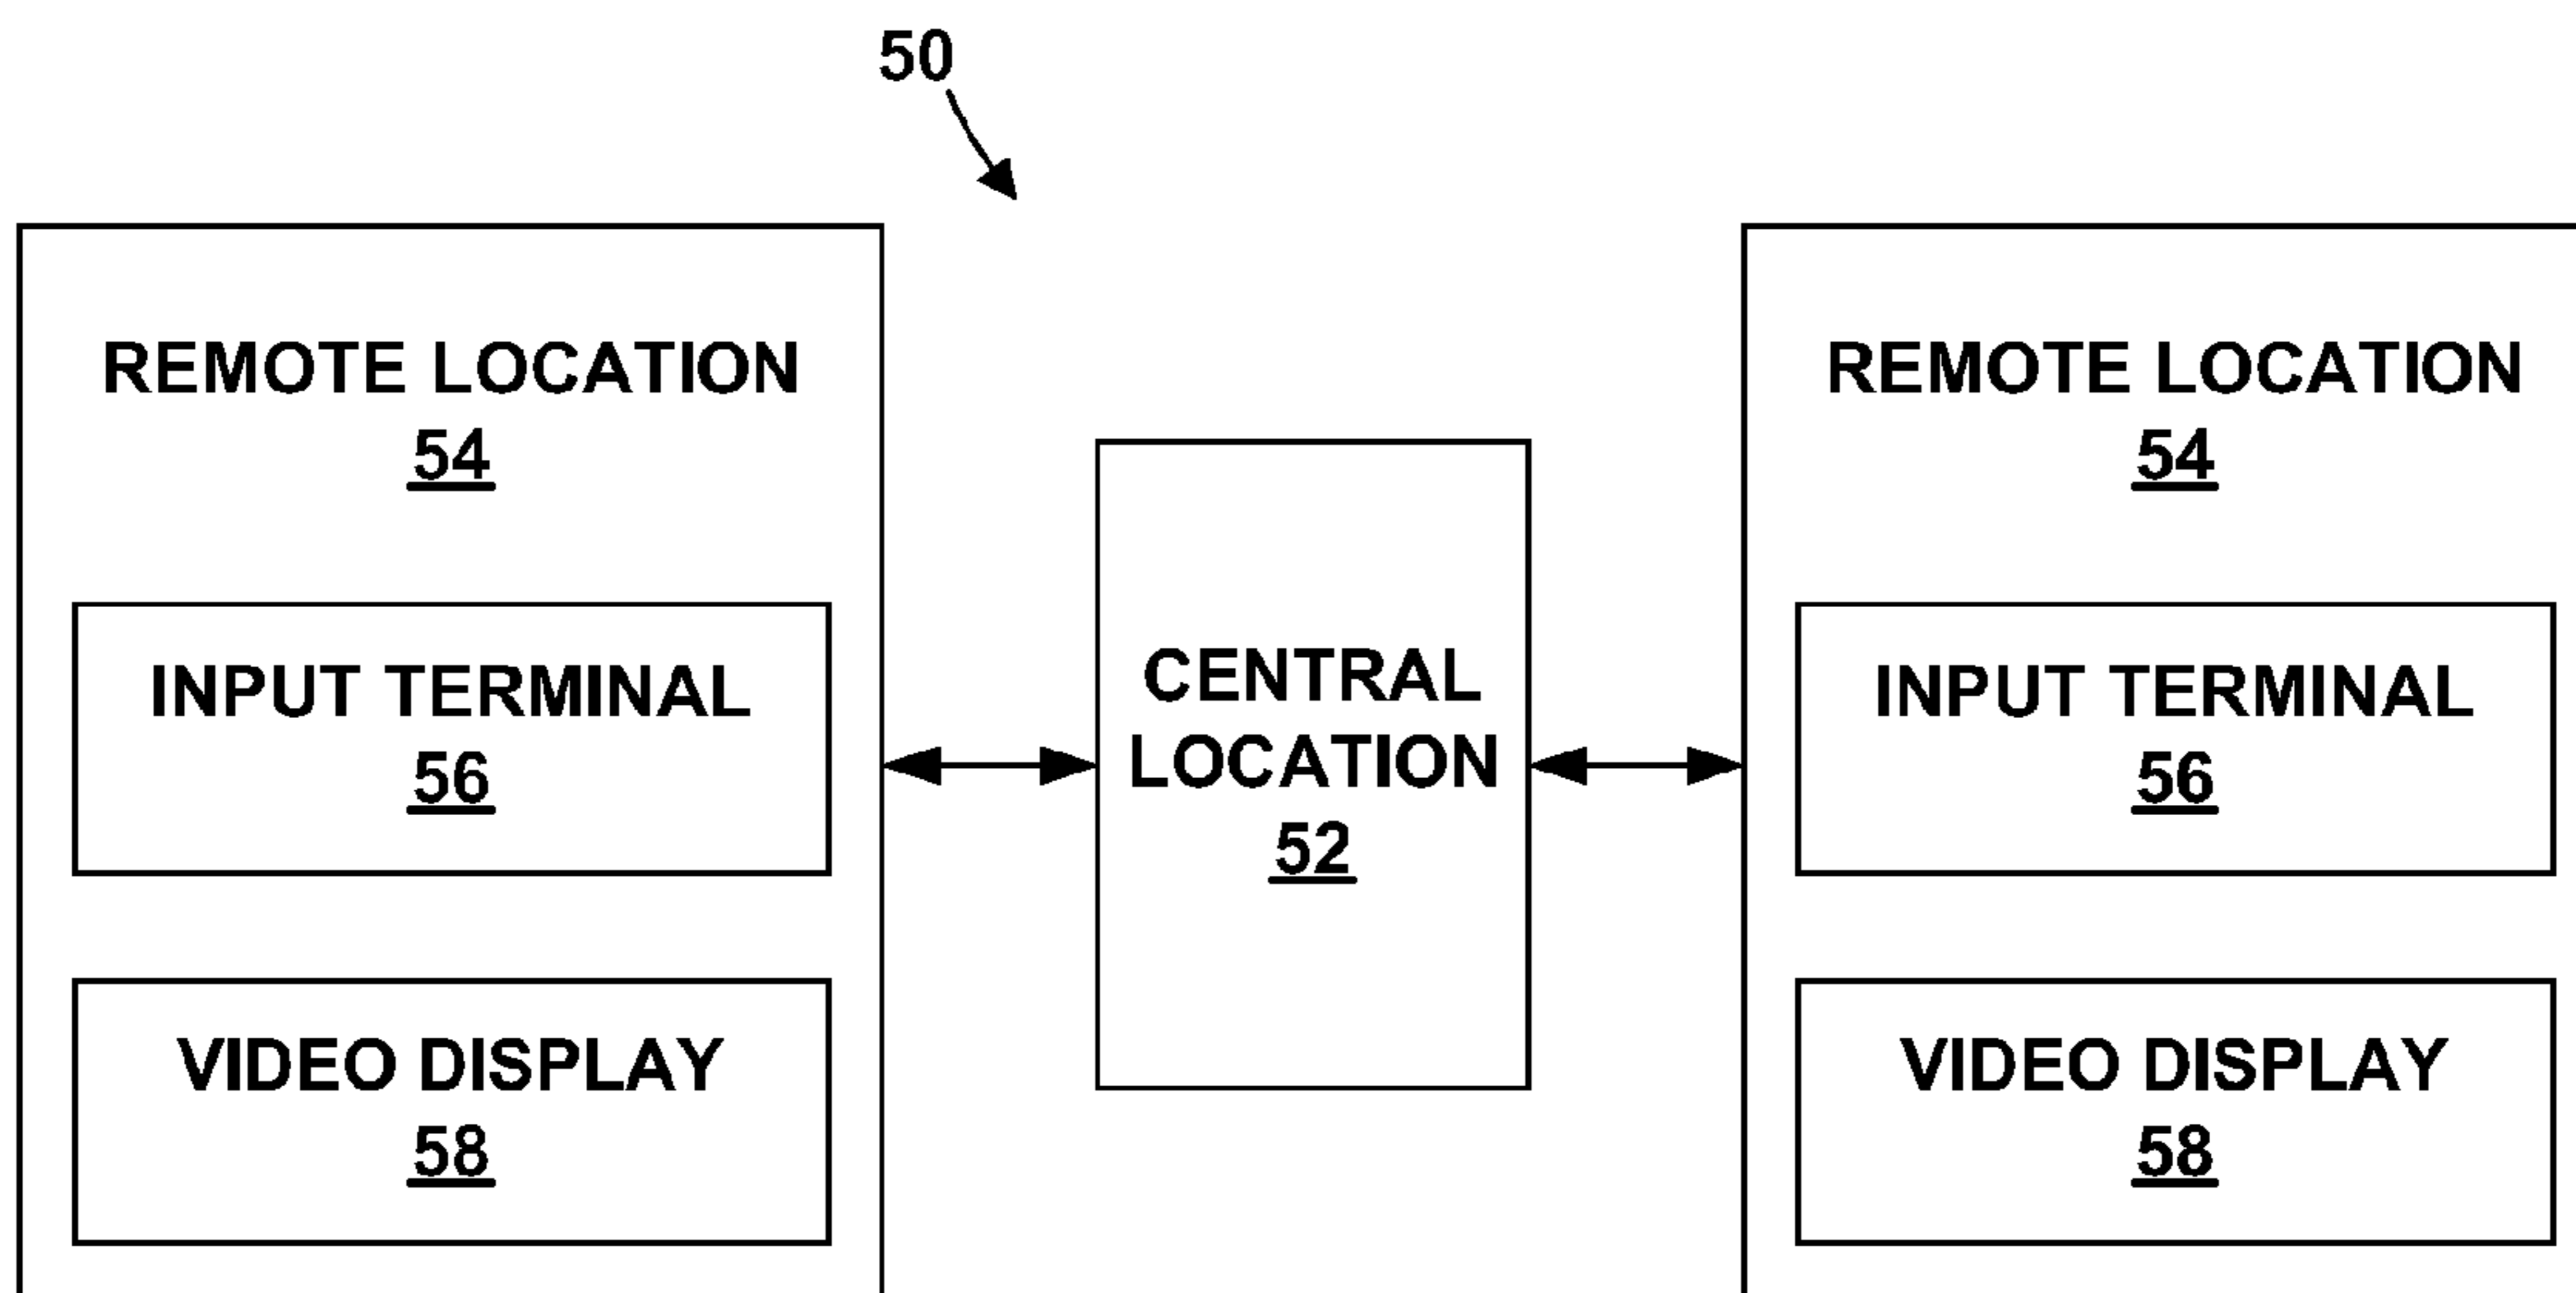 50
REMOTE LOCATION
54
INPUT TERMINAL
56
VIDEO DISPLAY
58
CENTRAL
LOCATION
52
REMOTE LOCATION
54
INPUT TERMINAL
56
VIDEO DISPLAY
58